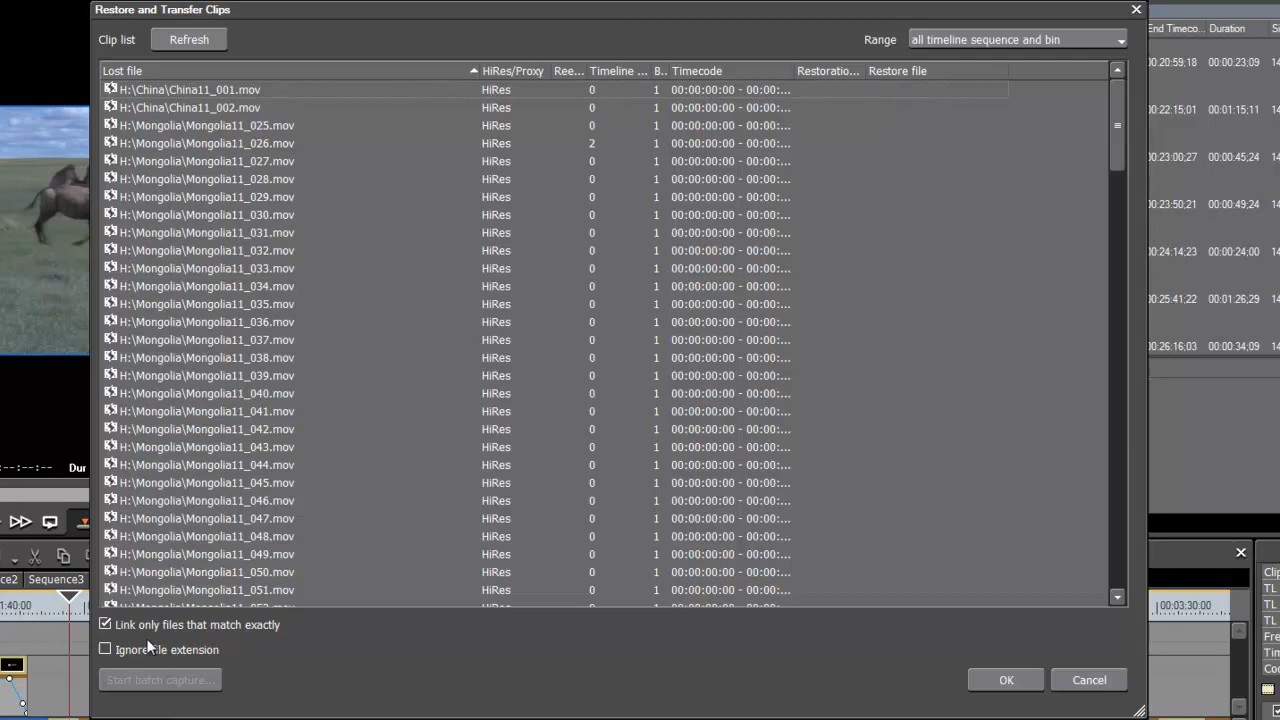 Restore and Transfer Clips
Clip list Refresh Range all timeline sequence and bin
Lost file HiRes/Proxy Ree... Timeline ... B.. Timecode Restoratio... Restore file
H:\China\China11_001.mov HiRes 0 1 00:00:00:00 - 00:00:...
H:\China\China11_002.mov HiRes 0 1 00:00:00:00 - 00:00:...
H:\Mongolia\Mongolia11_025.mov HiRes 0 1 00:00:00:00 - 00:00:...
H:\Mongolia\Mongolia11_026.mov HiRes 2 1 00:00:00:00 - 00:00:...
H:\Mongolia\Mongolia11_027.mov HiRes 0 1 00:00:00:00 - 00:00:...
H:\Mongolia\Mongolia11_028.mov HiRes 0 1 00:00:00:00 - 00:00:...
H:\Mongolia\Mongolia11_029.mov HiRes 0 1 00:00:00:00 - 00:00:...
H:\Mongolia\Mongolia11_030.mov HiRes 0 1 00:00:00:00 - 00:00:...
H:\Mongolia\Mongolia11_031.mov HiRes 0 1 00:00:00:00 - 00:00:...
H:\Mongolia\Mongolia11_032.mov HiRes 0 1 00:00:00:00 - 00:00:...
H:\Mongolia\Mongolia11_033.mov HiRes 0 1 00:00:00:00 - 00:00:...
H:\Mongolia\Mongolia11_034.mov HiRes 0 1 00:00:00:00 - 00:00:...
H:\Mongolia\Mongolia11_035.mov HiRes 0 1 00:00:00:00 - 00:00:...
H:\Mongolia\Mongolia11_036.mov HiRes 0 1 00:00:00:00 - 00:00:...
H:\Mongolia\Mongolia11_037.mov HiRes 0 1 00:00:00:00 - 00:00:...
H:\Mongolia\Mongolia11_038.mov HiRes 0 1 00:00:00:00 - 00:00:...
H:\Mongolia\Mongolia11_039.mov HiRes 0 1 00:00:00:00 - 00:00:...
H:\Mongolia\Mongolia11_040.mov HiRes 0 1 00:00:00:00 - 00:00:...
H:\Mongolia\Mongolia11_041.mov HiRes 0 1 00:00:00:00 - 00:00:...
H:\Mongolia\Mongolia11_042.mov HiRes 0 1 00:00:00:00 - 00:00:...
H:\Mongolia\Mongolia11_043.mov HiRes 0 1 00:00:00:00 - 00:00:...
H:\Mongolia\Mongolia11_044.mov HiRes 0 1 00:00:00:00 - 00:00:...
H:\Mongolia\Mongolia11_045.mov HiRes 0 1 00:00:00:00 - 00:00:...
H:\Mongolia\Mongolia11_046.mov HiRes 0 1 00:00:00:00 - 00:00:...
H:\Mongolia\Mongolia11_047.mov HiRes 0 1 00:00:00:00 - 00:00:...
H:\Mongolia\Mongolia11_048.mov HiRes 0 1 00:00:00:00 - 00:00:...
H:\Mongolia\Mongolia11_049.mov HiRes 0 1 00:00:00:00 - 00:00:...
H:\Mongolia\Mongolia11_050.mov HiRes 0 1 00:00:00:00 - 00:00:...
H:\Mongolia\Mongolia11_051.mov HiRes 0 1 00:00:00:00 - 00:00:...
Link only files that match exactly
Ignore file extension
Start batch capture... OK Cancel
End Timeco... Duration
00:20:59;18 00:00:23;09
00:22:15;01 00:01:15;11
00:23:00;27 00:00:45;24
00:23:50;21 00:00:49;24
00:24:14;23 00:00:24;00
00:25:41;22 00:01:26;29
00:26:16;03 00:00:34;09
--:--;-- Dur
Sequence3
1:40:00
00:03:30:00
Clip
TL
TL
TL